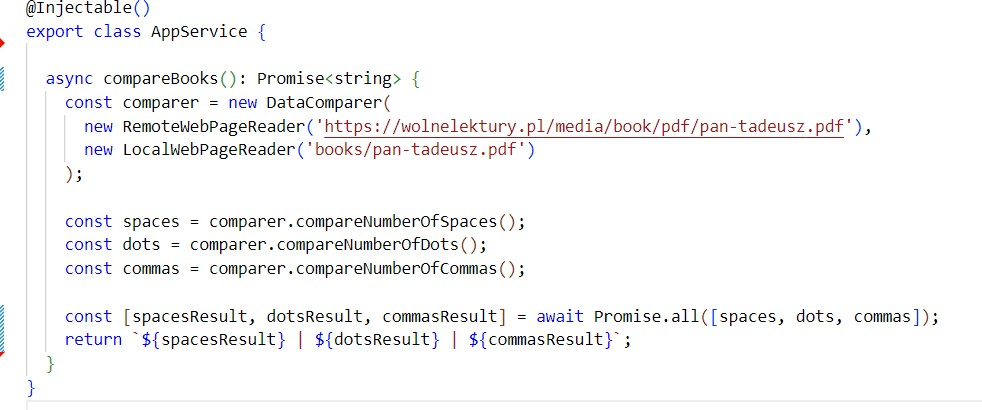 @Injectable()
export class AppService {
async compareBooks(): Promise<string> {
const comparer = new DataComparer(
new RemoteWebPageReader('https://wolnelektury.pl/media/book/pdf/pan-tadeusz.pdf'),
new LocalWebPageReader('books/pan-tadeusz.pdf')
);
const spaces = comparer.compareNumberOfSpaces();
const dots = comparer.compareNumberOfDots();
const commas = comparer.compareNumberOfCommas();
const [spacesResult, dotsResult, commasResult] = await Promise.all([spaces, dots, commas]);
return `${spacesResult} | ${dotsResult} | ${commasResult}`;
}
}